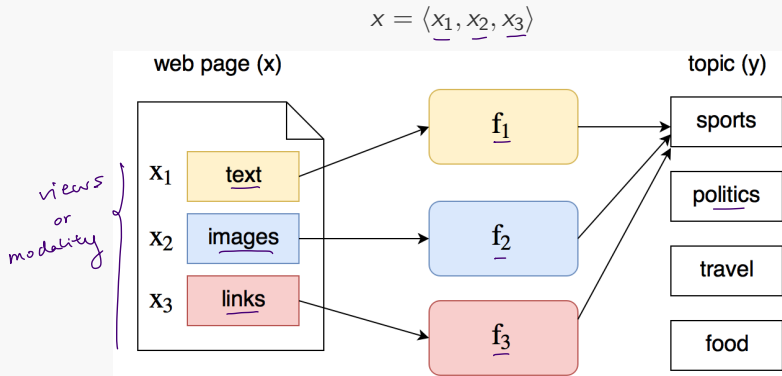 x = ⟨x₁, x₂, x₃⟩
web page (x)
topic (y)
views
or
modality
x₁ text
x₂ images
x₃ links
f₁
f₂
f₃
sports
politics
travel
food